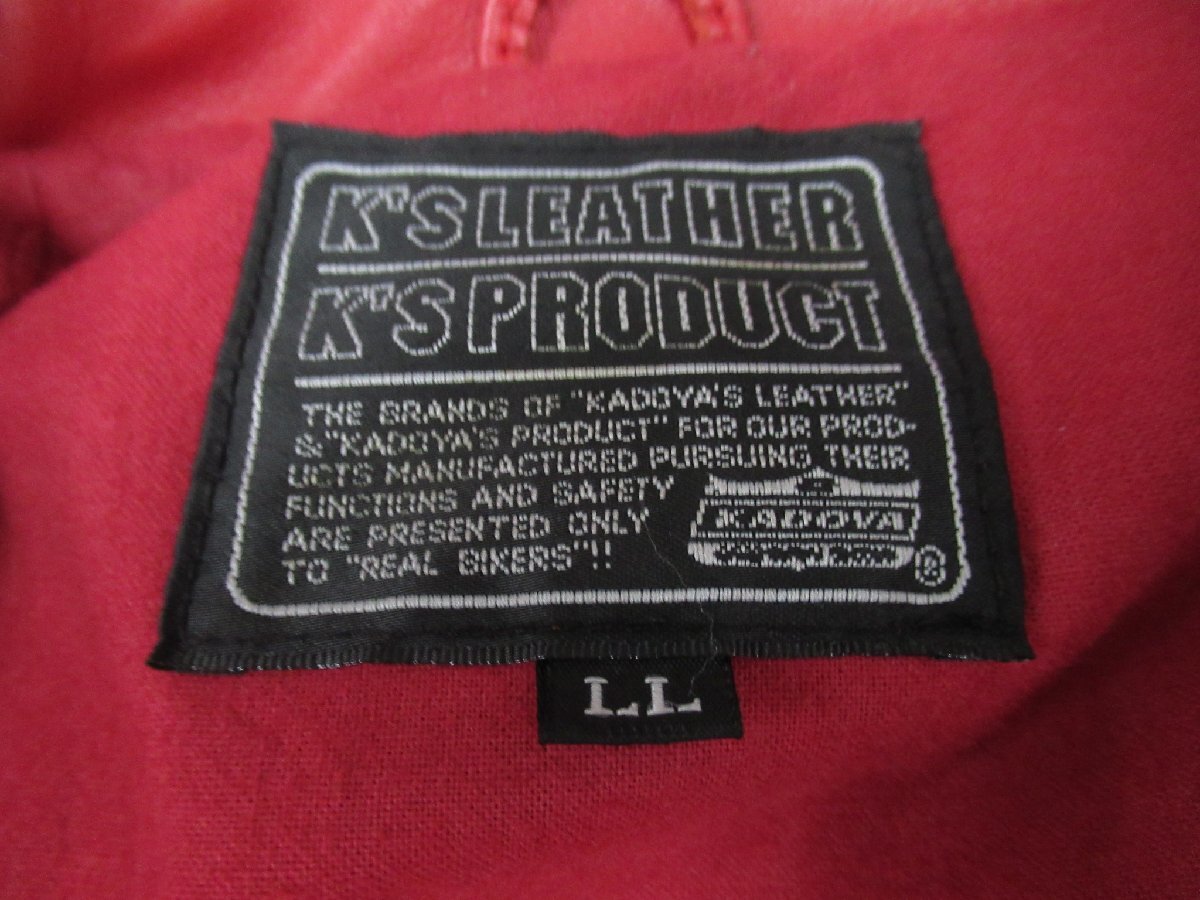 K'S LEATHER
K'S PRODUCT
THE BRANDS OF "KADOYA'S LEATHER"
& "KADOYA'S PRODUCT" FOR OUR PROD-
UCTS MANUFACTURED PURSUING THEIR
FUNCTIONS AND SAFETY
ARE PRESENTED ONLY
TO "REAL BIKERS"!!
KADOYA
®
LL